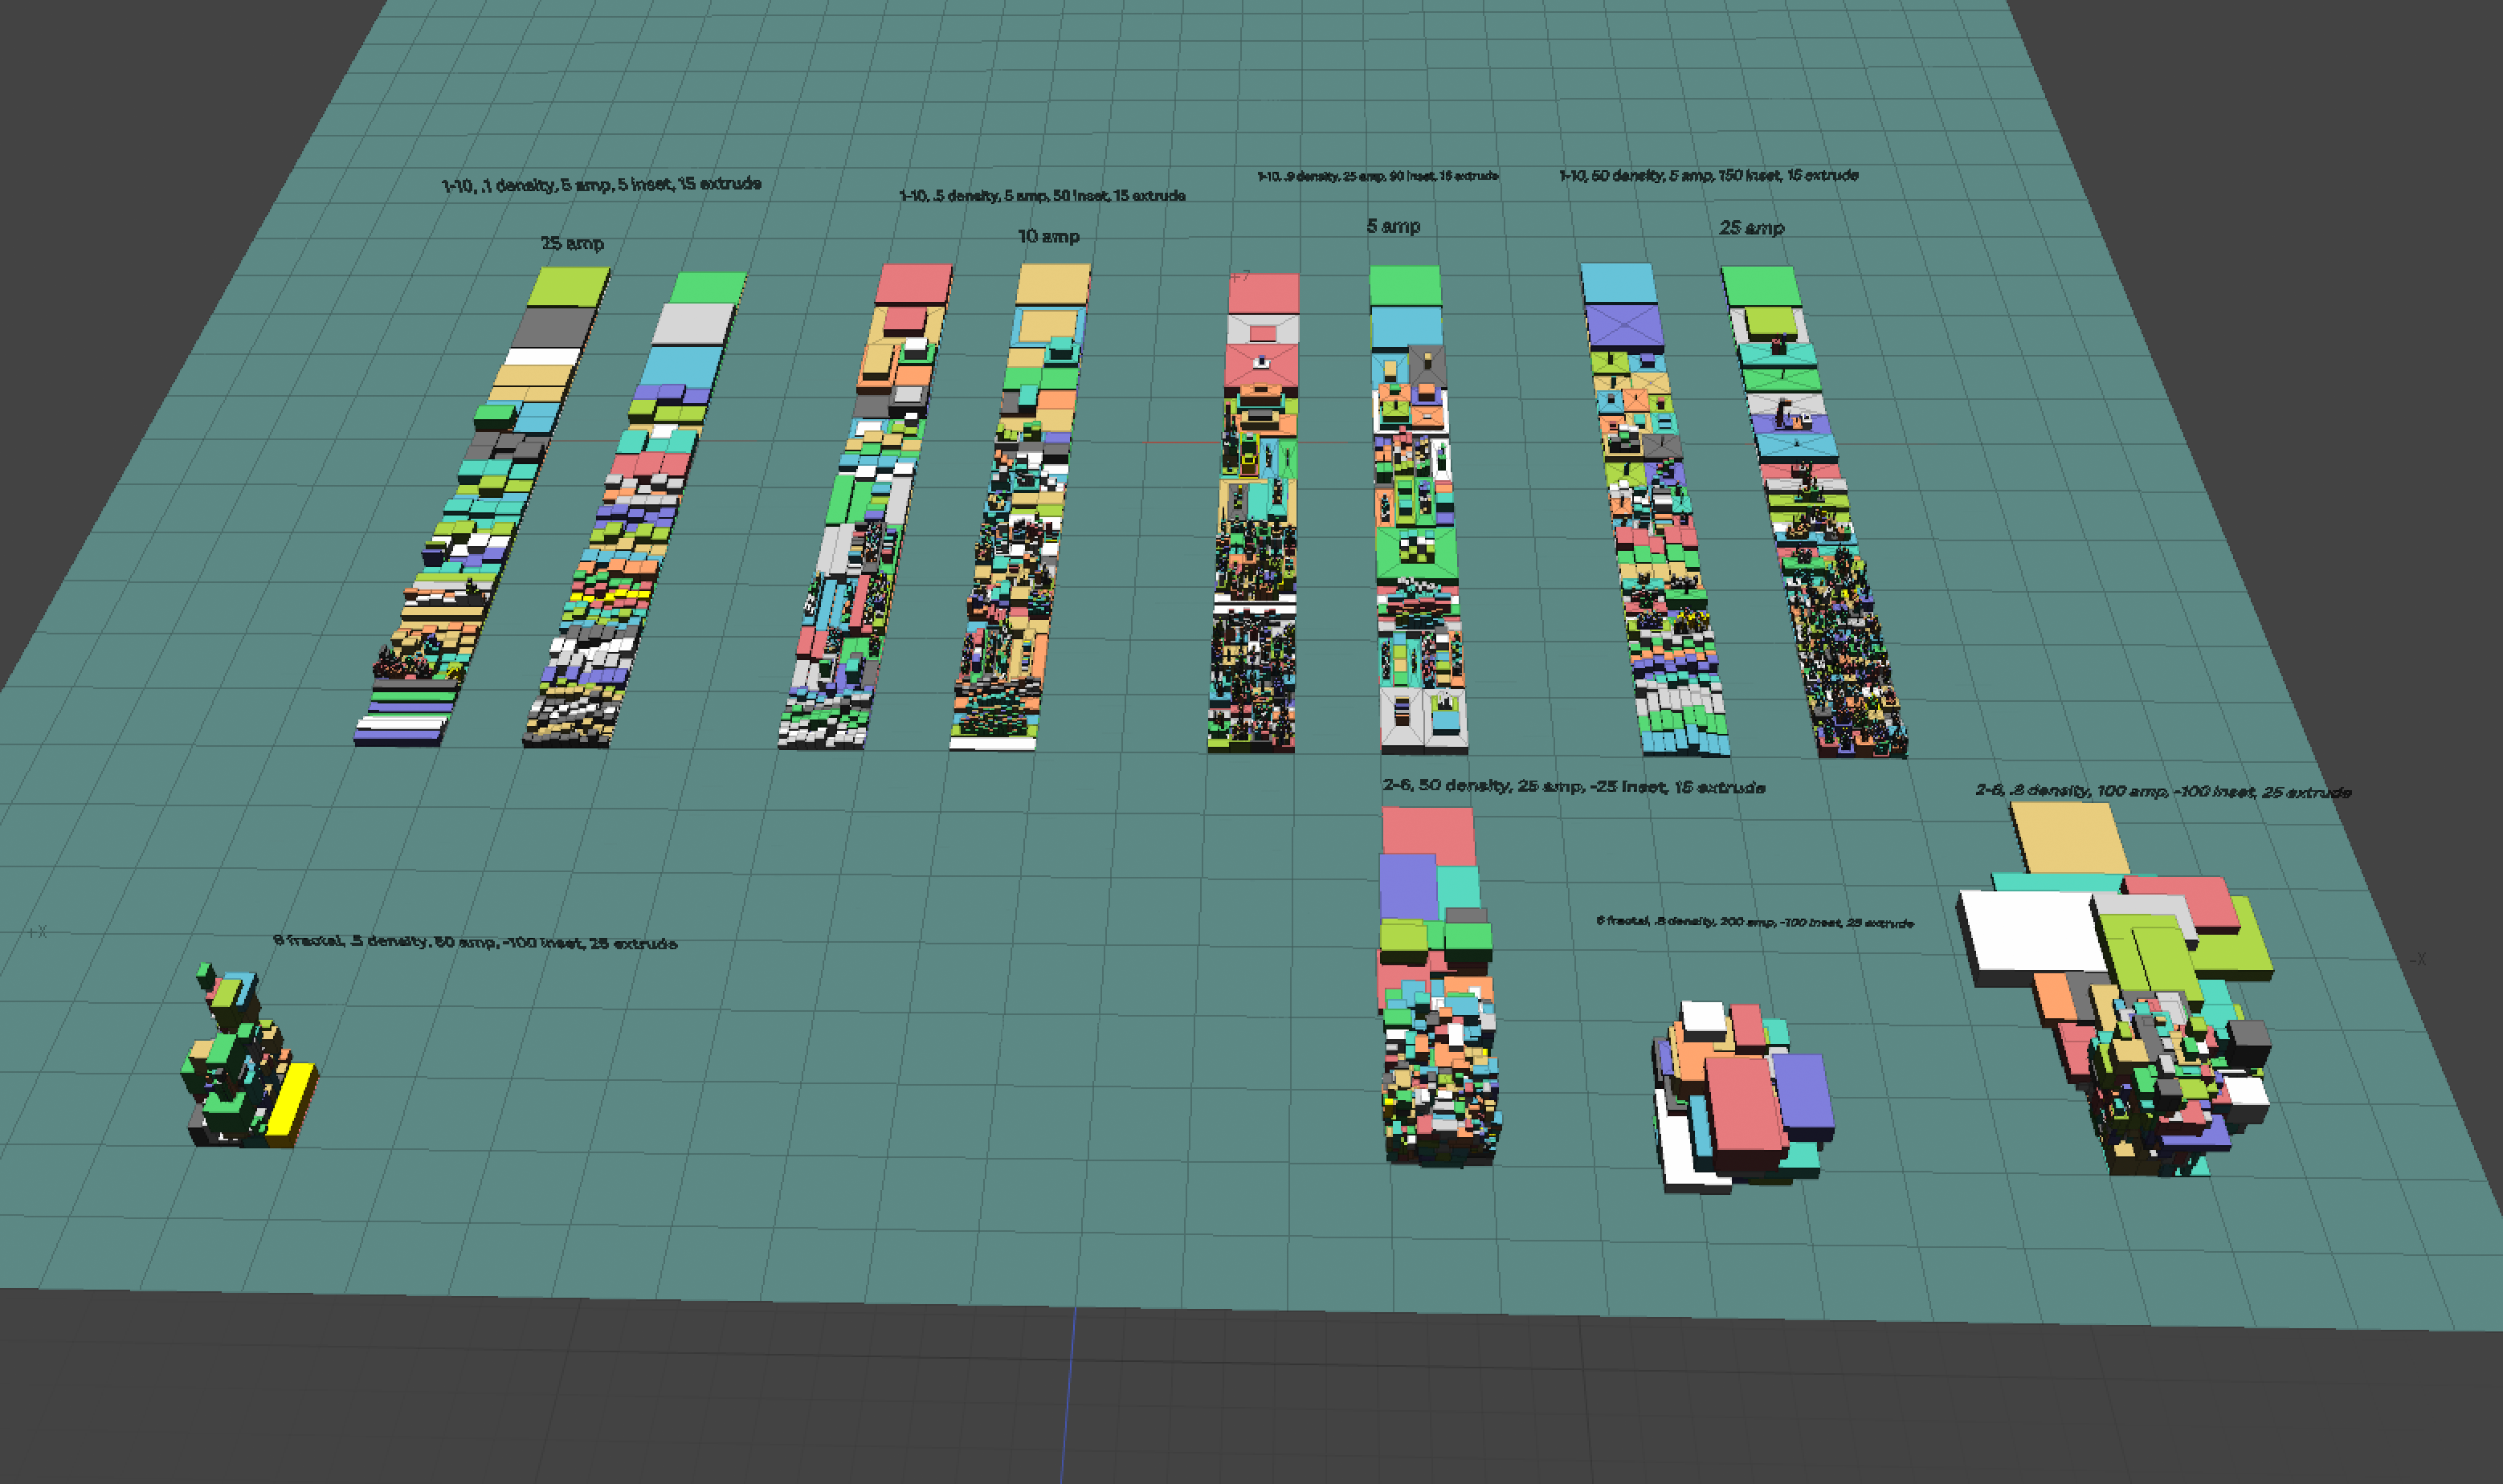 1-10, .1 density, 5 amp, 5 inset, 15 extrude
1-10, .5 density, 5 amp, 50 inset, 15 extrude
1-10, .9 density, 25 amp, 90 inset, 15 extrude
1-10, 50 density, 5 amp, 150 inset, 15 extrude
25 amp
10 amp
5 amp
25 amp
2-6, 50 density, 25 amp, -25 inset, 15 extrude
2-6, .8 density, 100 amp, -100 inset, 25 extrude
fractal, .5 density, 50 amp, -100 inset, 25 extrude
6 fractal, density, 200 amp, -100 inset, 25 extrude
+X
-X